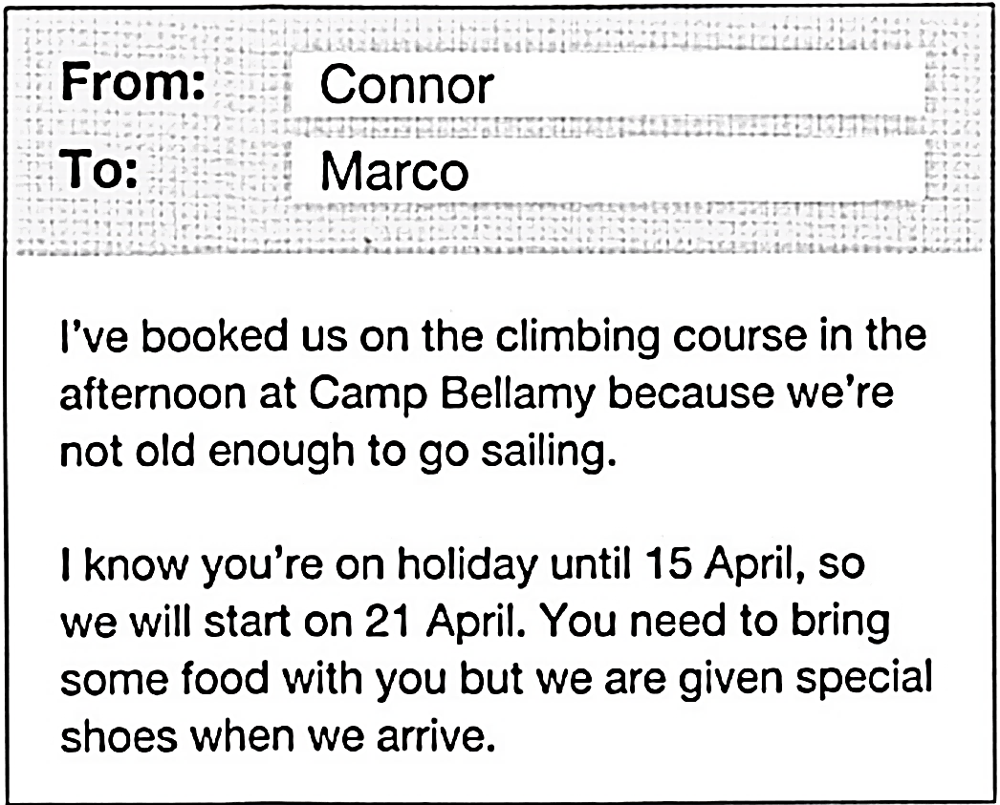 From: Connor
To: Marco
I've booked us on the climbing course in the
afternoon at Camp Bellamy because we're
not old enough to go sailing.
I know you're on holiday until 15 April, so
we will start on 21 April. You need to bring
some food with you but we are given special
shoes when we arrive.